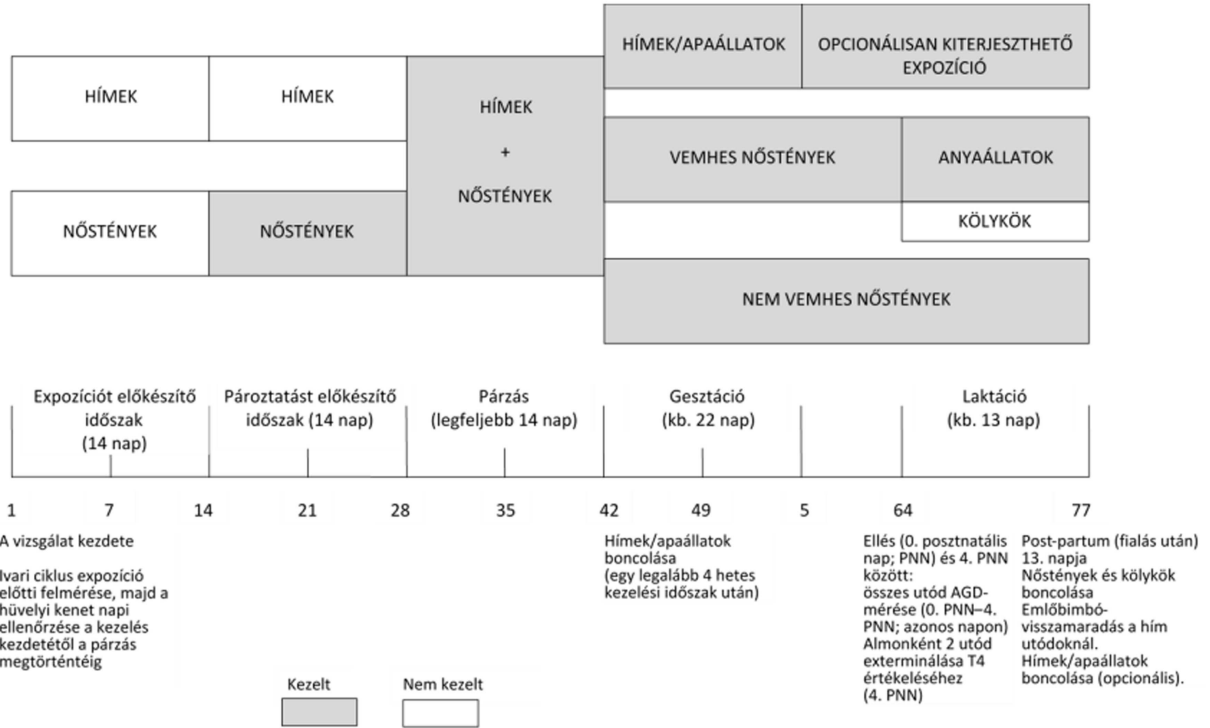 HÍMEK/APAÁLLATOK
OPCIONÁLISAN KITERJESZTHETŐ
EXPOZÍCIÓ
HÍMEK
HÍMEK
HÍMEK
+
NŐSTÉNYEK
NŐSTÉNYEK
NŐSTÉNYEK
VEMHES NŐSTÉNYEK
ANYAÁLLATOK
KÖLYKÖK
NEM VEMHES NŐSTÉNYEK
Expozíciót előkészítő
időszak
(14 nap)
Pároztatást előkészítő
időszak (14 nap)
Párzás
(legfeljebb 14 nap)
Gesztáció
(kb. 22 nap)
Laktáció
(kb. 13 nap)
1 7 14 21 28 35 42 49 5 64 77
A vizsgálat kezdete
Ivari ciklus expozíció
előtti felmérése, majd a
hüvelyi kenet napi
ellenőrzése a kezelés
kezdetétől a párzás
megtörténtéig
Hímek/apaállatok
boncolása
(egy legalább 4 hetes
kezelési időszak után)
Ellés (0. posztnatális
nap; PNN) és 4. PNN
között:
összes utód AGD-
mérése (0. PNN–4.
PNN; azonos napon)
Almonként 2 utód
exterminálása T4
értékeléséhez
(4. PNN)
Post-partum (fialás után)
13. napja
Nőstények és kölykök
boncolása
Emlőbimbó-
visszamaradás a hím
utódoknál.
Hímek/apaállatok
boncolása (opcionális).
Kezelt
Nem kezelt